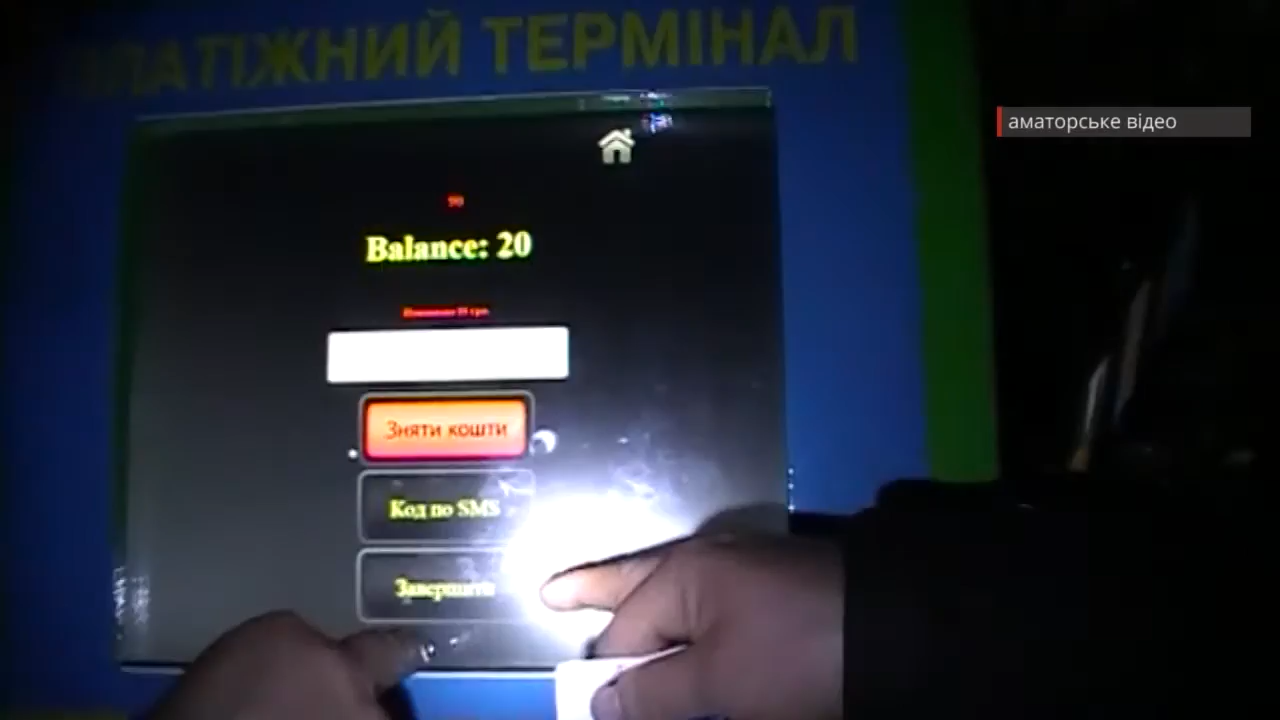 ПЛАТІЖНИЙ ТЕРМІНАЛ
аматорське відео
Balance: 20
Зняти кошти
Код по SMS
Завершити